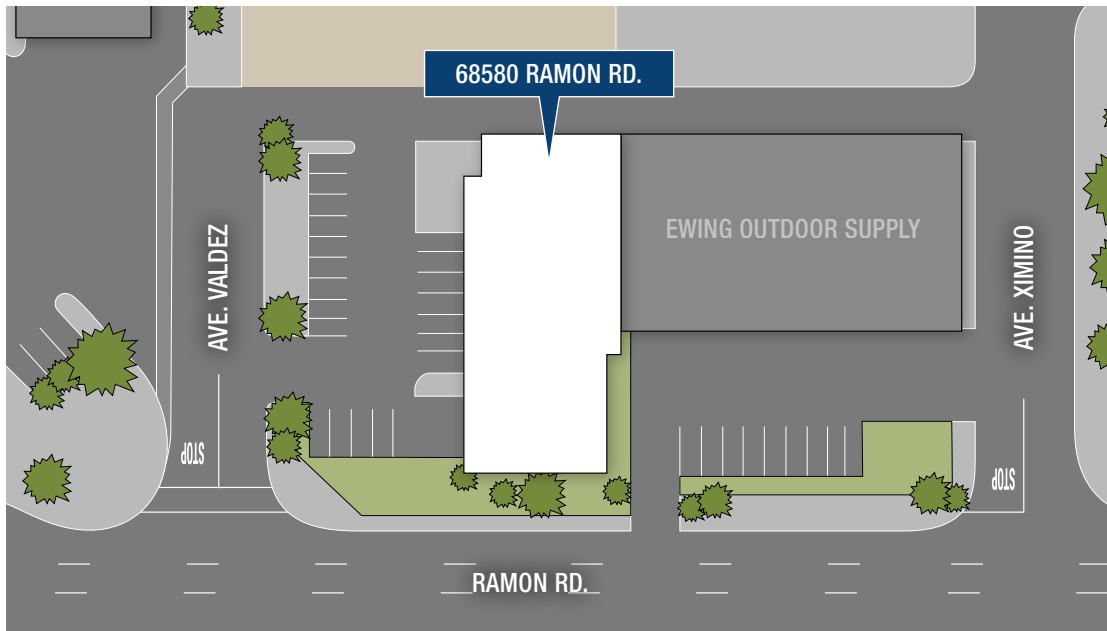 68580 RAMON RD.
EWING OUTDOOR SUPPLY
AVE. VALDEZ
AVE. XIMINO
STOP
STOP
RAMON RD.